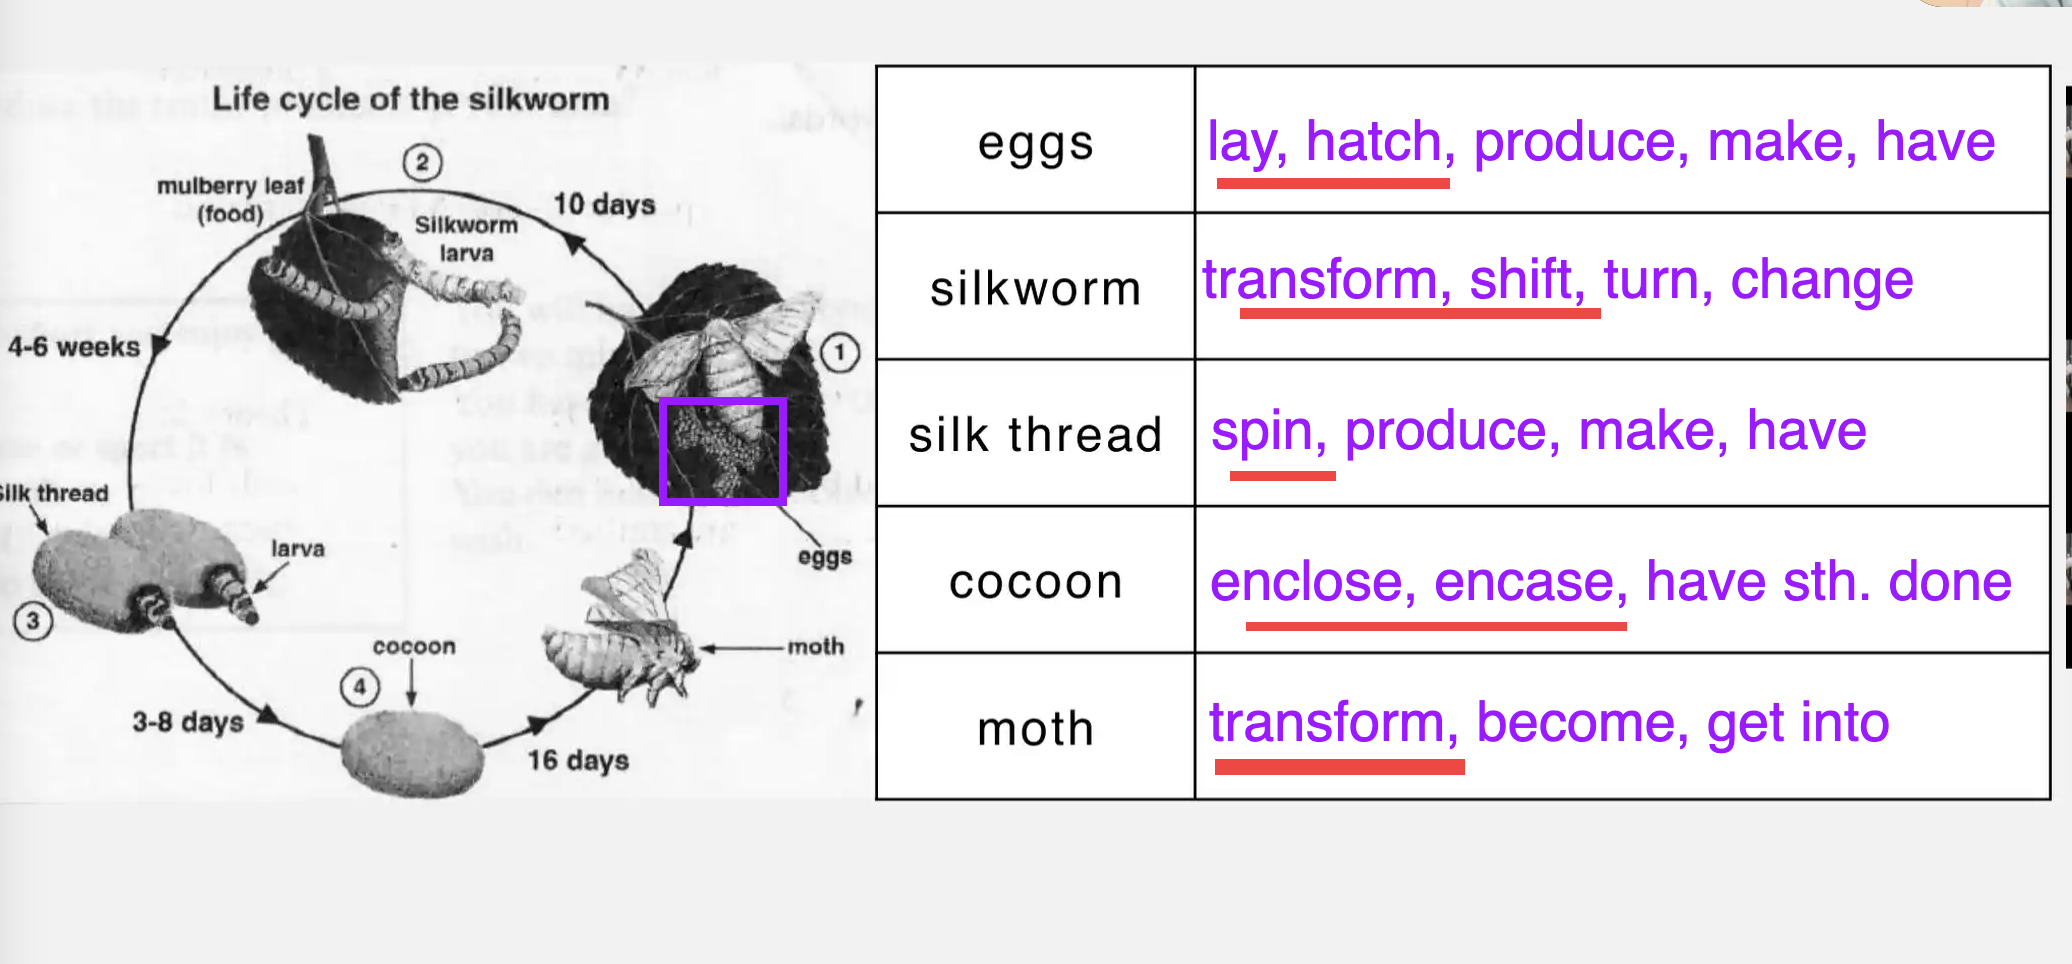 Life cycle of the silkworm
2
mulberry leaf
(food)
10 days
Silkworm
larva
1
4-6 weeks
silk thread
larva
eggs
3
cocoon
moth
4
3-8 days
16 days
eggs
lay, hatch, produce, make, have
silkworm
transform, shift, turn, change
silk thread
spin, produce, make, have
cocoon
enclose, encase, have sth. done
moth
transform, become, get into